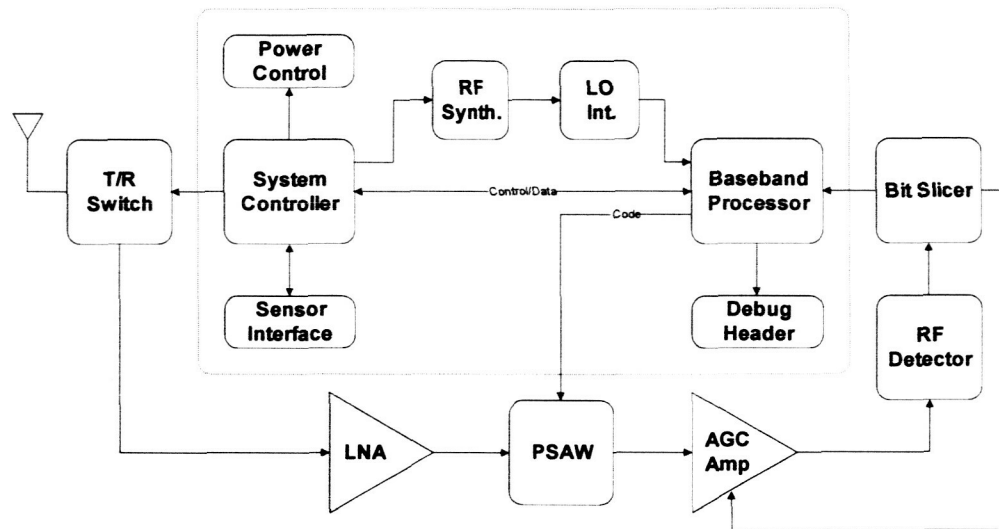 Power
Control
RF
Synth.
LO
Int.
T/R
Switch
System
Controller
Control/Data
Baseband
Processor
Bit Slicer
Code
Sensor
Interface
Debug
Header
RF
Detector
LNA
PSAW
AGC
Amp